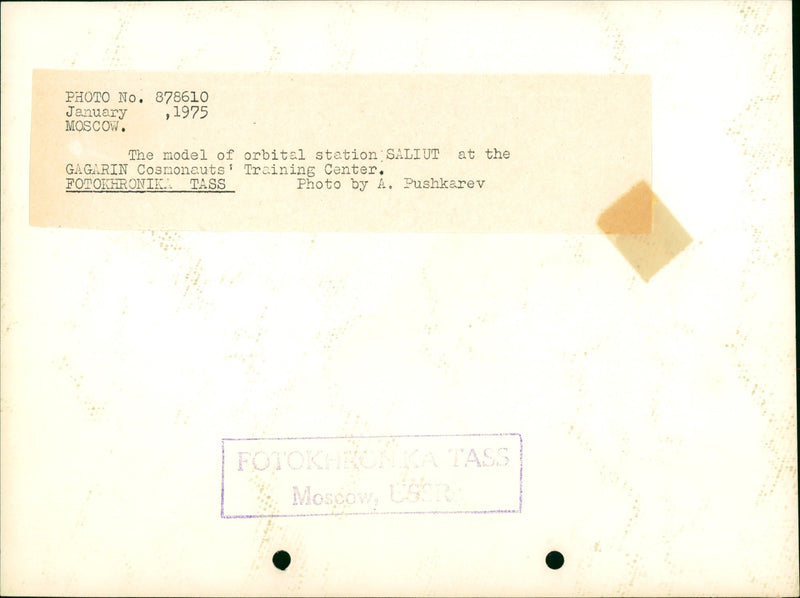 PHOTO No. 878610
January ,1975
MOSCOW.
The model of orbital station SALIUT at the
GAGARIN Cosmonauts' Training Center.
FOTOKHRONIKA TASS Photo by A. Pushkarev
FOTOKHRONIKA TASS
Moscow, USSR